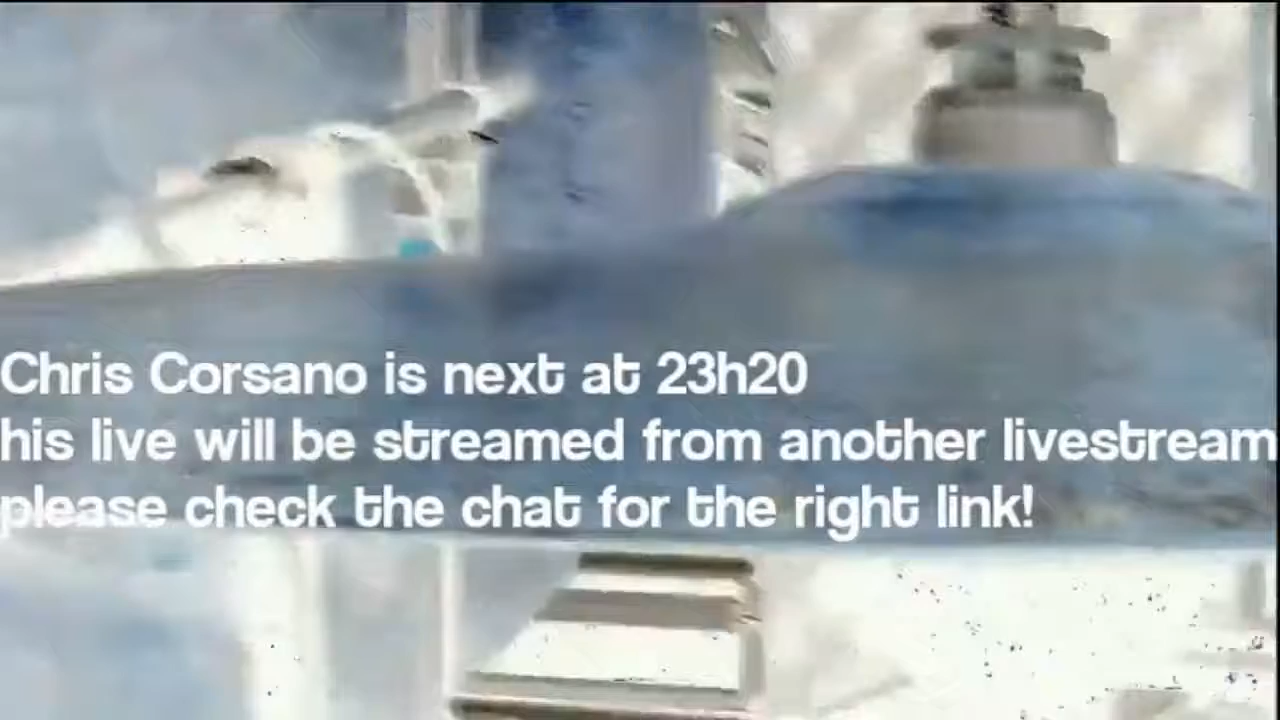 Chris Corsano is next at 23h20
his live will be streamed from another livestream
please check the chat for the right link!